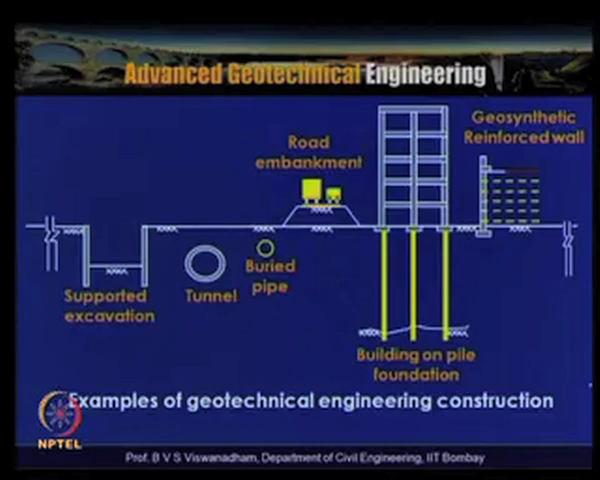 Advanced Geotechnical Engineering
Geosynthetic
Reinforced wall
Road
embankment
Supported
excavation
Tunnel
Buried
pipe
Building on pile
foundation
Examples of geotechnical engineering construction
NPTEL
Prof. B V S Viswanadham, Department of Civil Engineering, IIT Bombay